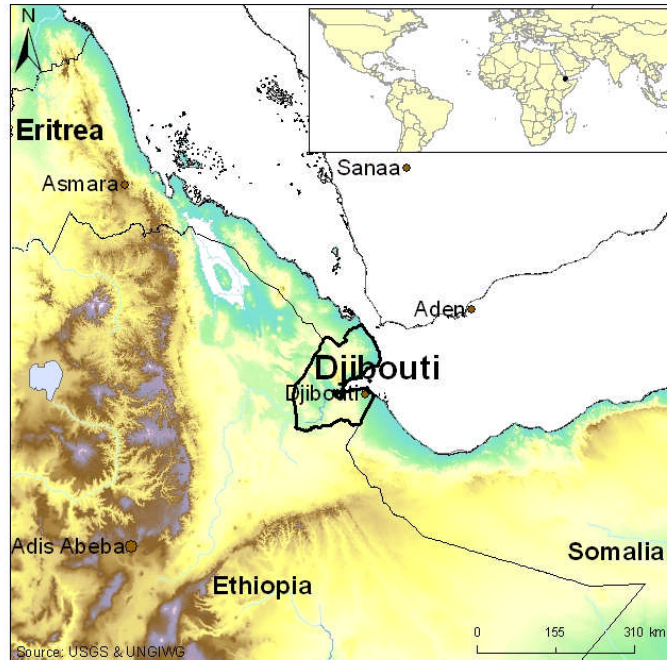 N
Eritrea
Sanaa
Asmara
Aden
Djibouti
Djibouti
Adis Abeba
Somalia
Ethiopia
0 155 310 km
Source: USGS & UNGIWG